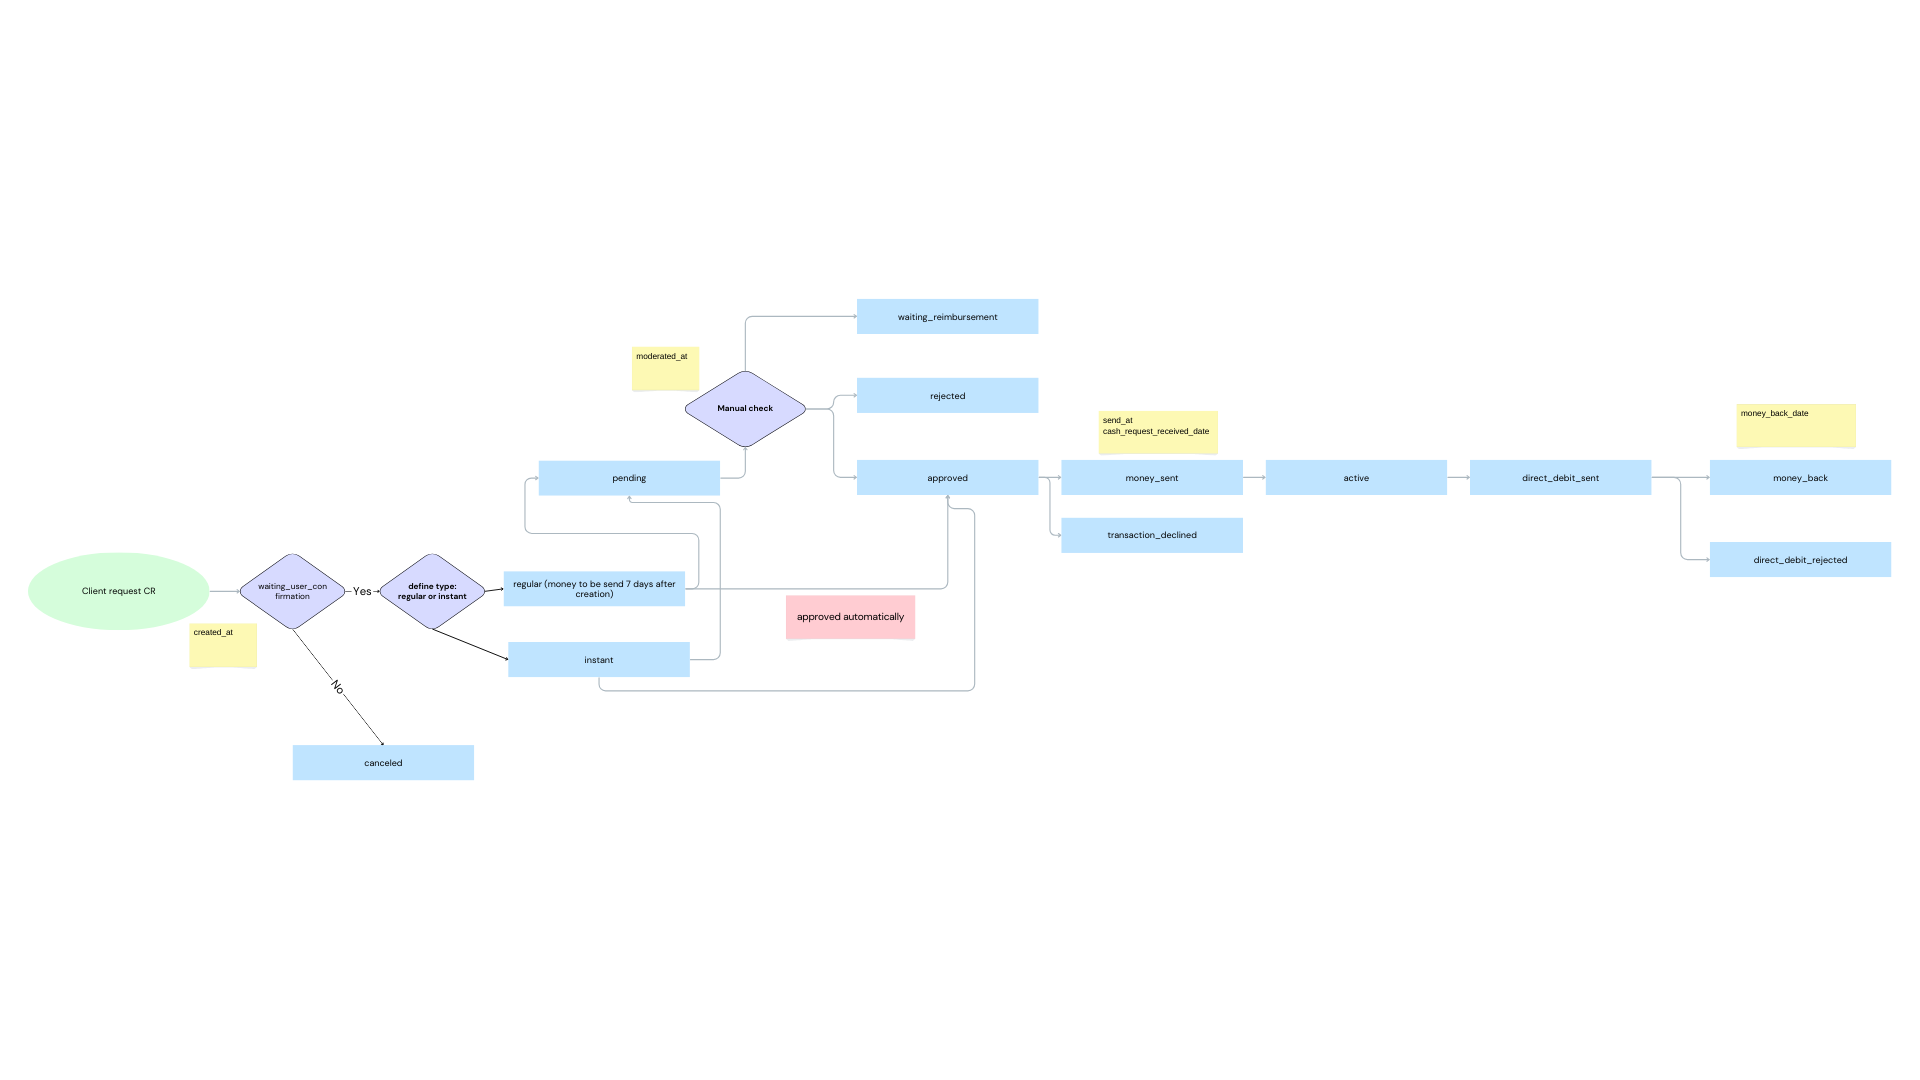 waiting_reimbursement
moderated_at
rejected
Manual check
send_at
cash_request_received_date
money_back_date
pending
approved
money_sent
active
direct_debit_sent
money_back
transaction_declined
direct_debit_rejected
Client request CR
waiting_user_con
firmation
Yes
define type:
regular or instant
regular (money to be send 7 days after
creation)
approved automatically
created_at
instant
No
canceled